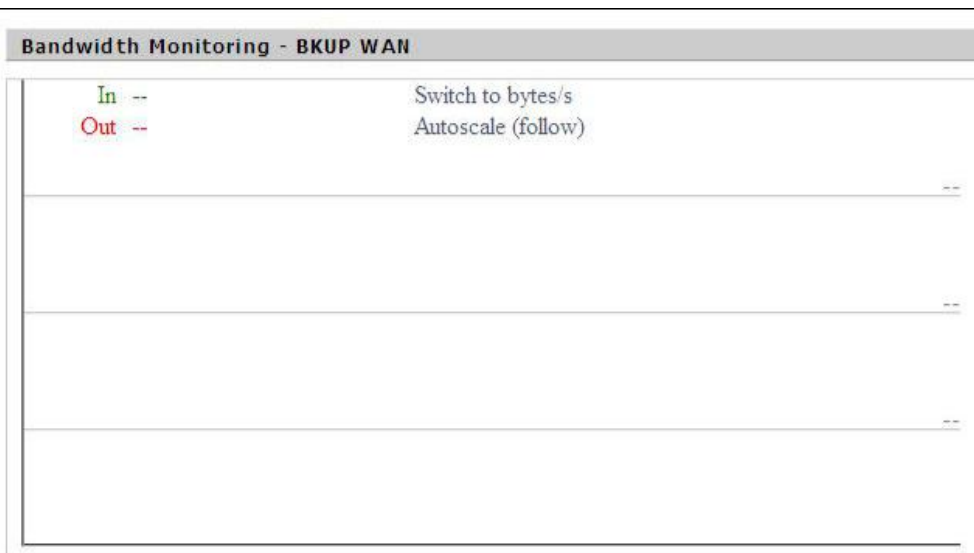 Bandwidth Monitoring - BKUP WAN
In -- Switch to bytes/s
Out -- Autoscale (follow)
--
--
--